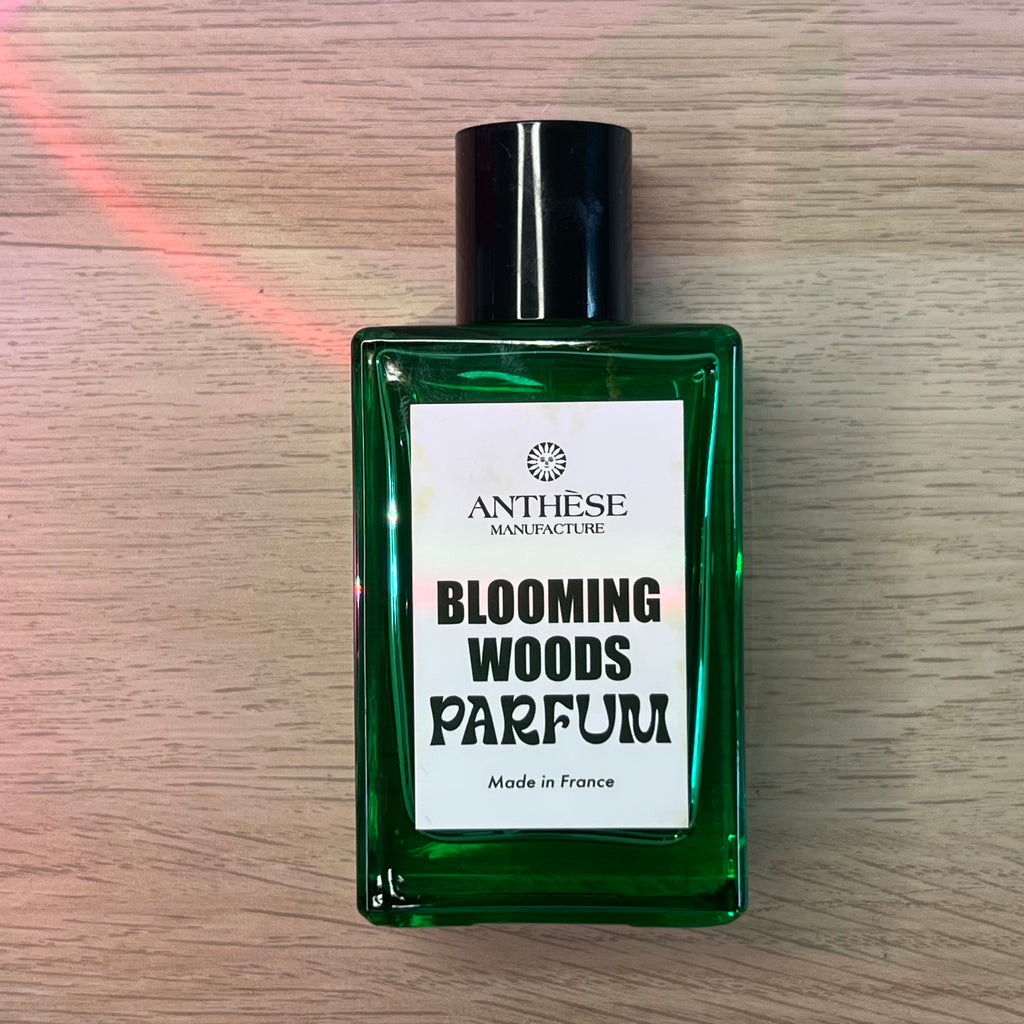 ANTHÈSE
MANUFACTURE
BLOOMING
WOODS
PARFUM
Made in France